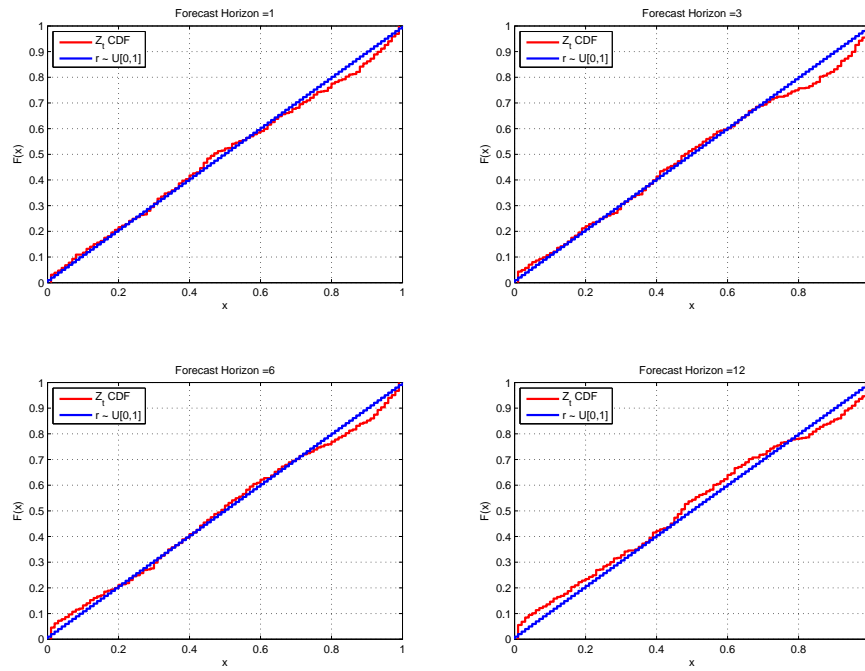 Forecast Horizon =1
1
0.9
0.8
0.7
0.6
0.5
0.4
0.3
0.2
0.1
0
F(x)
Z_t CDF
r ~ U[0,1]
0 0.2 0.4 0.6 0.8 1
x
Forecast Horizon =3
1
0.9
0.8
0.7
0.6
0.5
0.4
0.3
0.2
0.1
0
F(x)
Z_t CDF
r ~ U[0,1]
0 0.2 0.4 0.6 0.8
x
Forecast Horizon =6
1
0.9
0.8
0.7
0.6
0.5
0.4
0.3
0.2
0.1
0
F(x)
Z_t CDF
r ~ U[0,1]
0 0.2 0.4 0.6 0.8 1
x
Forecast Horizon =12
1
0.9
0.8
0.7
0.6
0.5
0.4
0.3
0.2
0.1
0
F(x)
Z_t CDF
r ~ U[0,1]
0 0.2 0.4 0.6 0.8
x